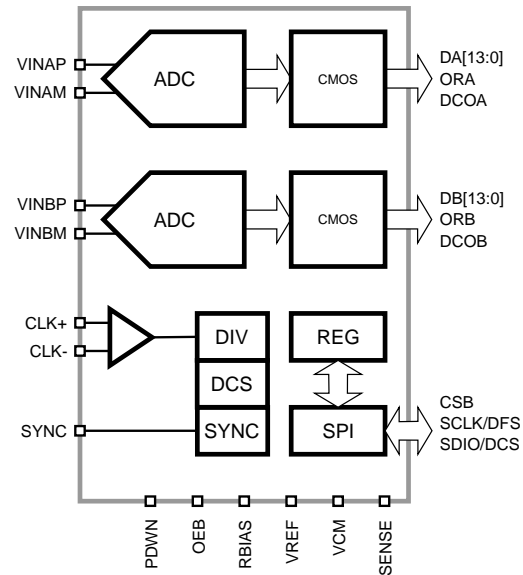 VINAP
VINAM
ADC
CMOS
DA[13:0]
ORA
DCOA
VINBP
VINBM
ADC
CMOS
DB[13:0]
ORB
DCOB
CLK+
CLK-
DIV
REG
DCS
SYNC
SYNC
SPI
CSB
SCLK/DFS
SDIO/DCS
PDWN
OEB
RBIAS
VREF
VCM
SENSE